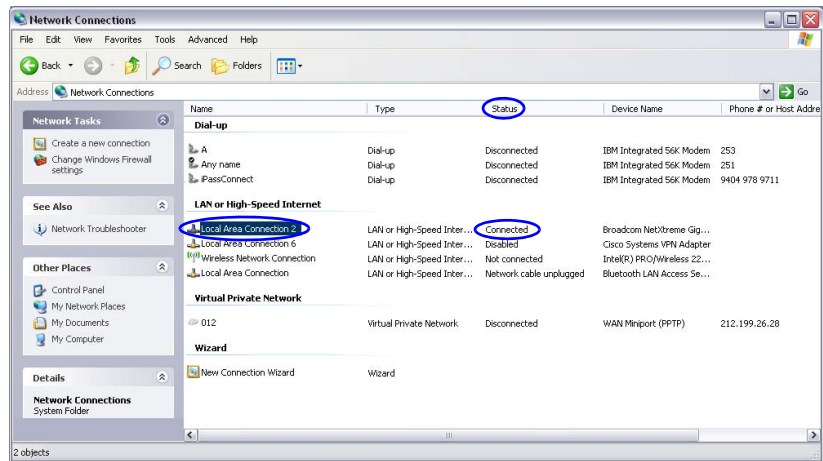 Network Connections
File Edit View Favorites Tools Advanced Help
Back Search Folders
Address Network Connections Go
Network Tasks
Create a new connection
Change Windows Firewall
settings
See Also
Network Troubleshooter
Other Places
Control Panel
My Network Places
My Documents
My Computer
Details
Network Connections
System Folder
Name Type Status Device Name Phone # or Host Addre
Dial-up
A Dial-up Disconnected IBM Integrated 56K Modem 253
Any name Dial-up Disconnected IBM Integrated 56K Modem 251
iPassConnect Dial-up Disconnected IBM Integrated 56K Modem 9404 978 9711
LAN or High-Speed Internet
Local Area Connection 2 LAN or High-Speed Inter... Connected Broadcom NetXtreme Gig...
Local Area Connection 6 LAN or High-Speed Inter... Disabled Cisco Systems VPN Adapter
Wireless Network Connection LAN or High-Speed Inter... Not connected Intel(R) PRO/Wireless 22...
Local Area Connection LAN or High-Speed Inter... Network cable unplugged Bluetooth LAN Access Se...
Virtual Private Network
012 Virtual Private Network Disconnected WAN Miniport (PPTP) 212.199.26.28
Wizard
New Connection Wizard Wizard
2 objects